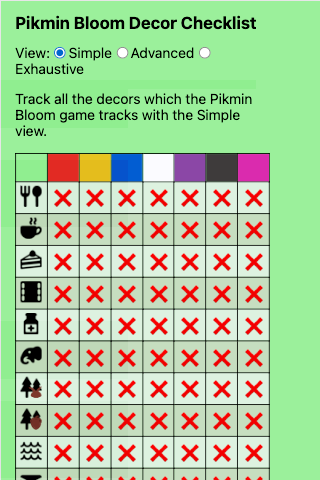 Pikmin Bloom Decor Checklist
View: Simple Advanced
Exhaustive
Track all the decors which the Pikmin
Bloom game tracks with the Simple
view.